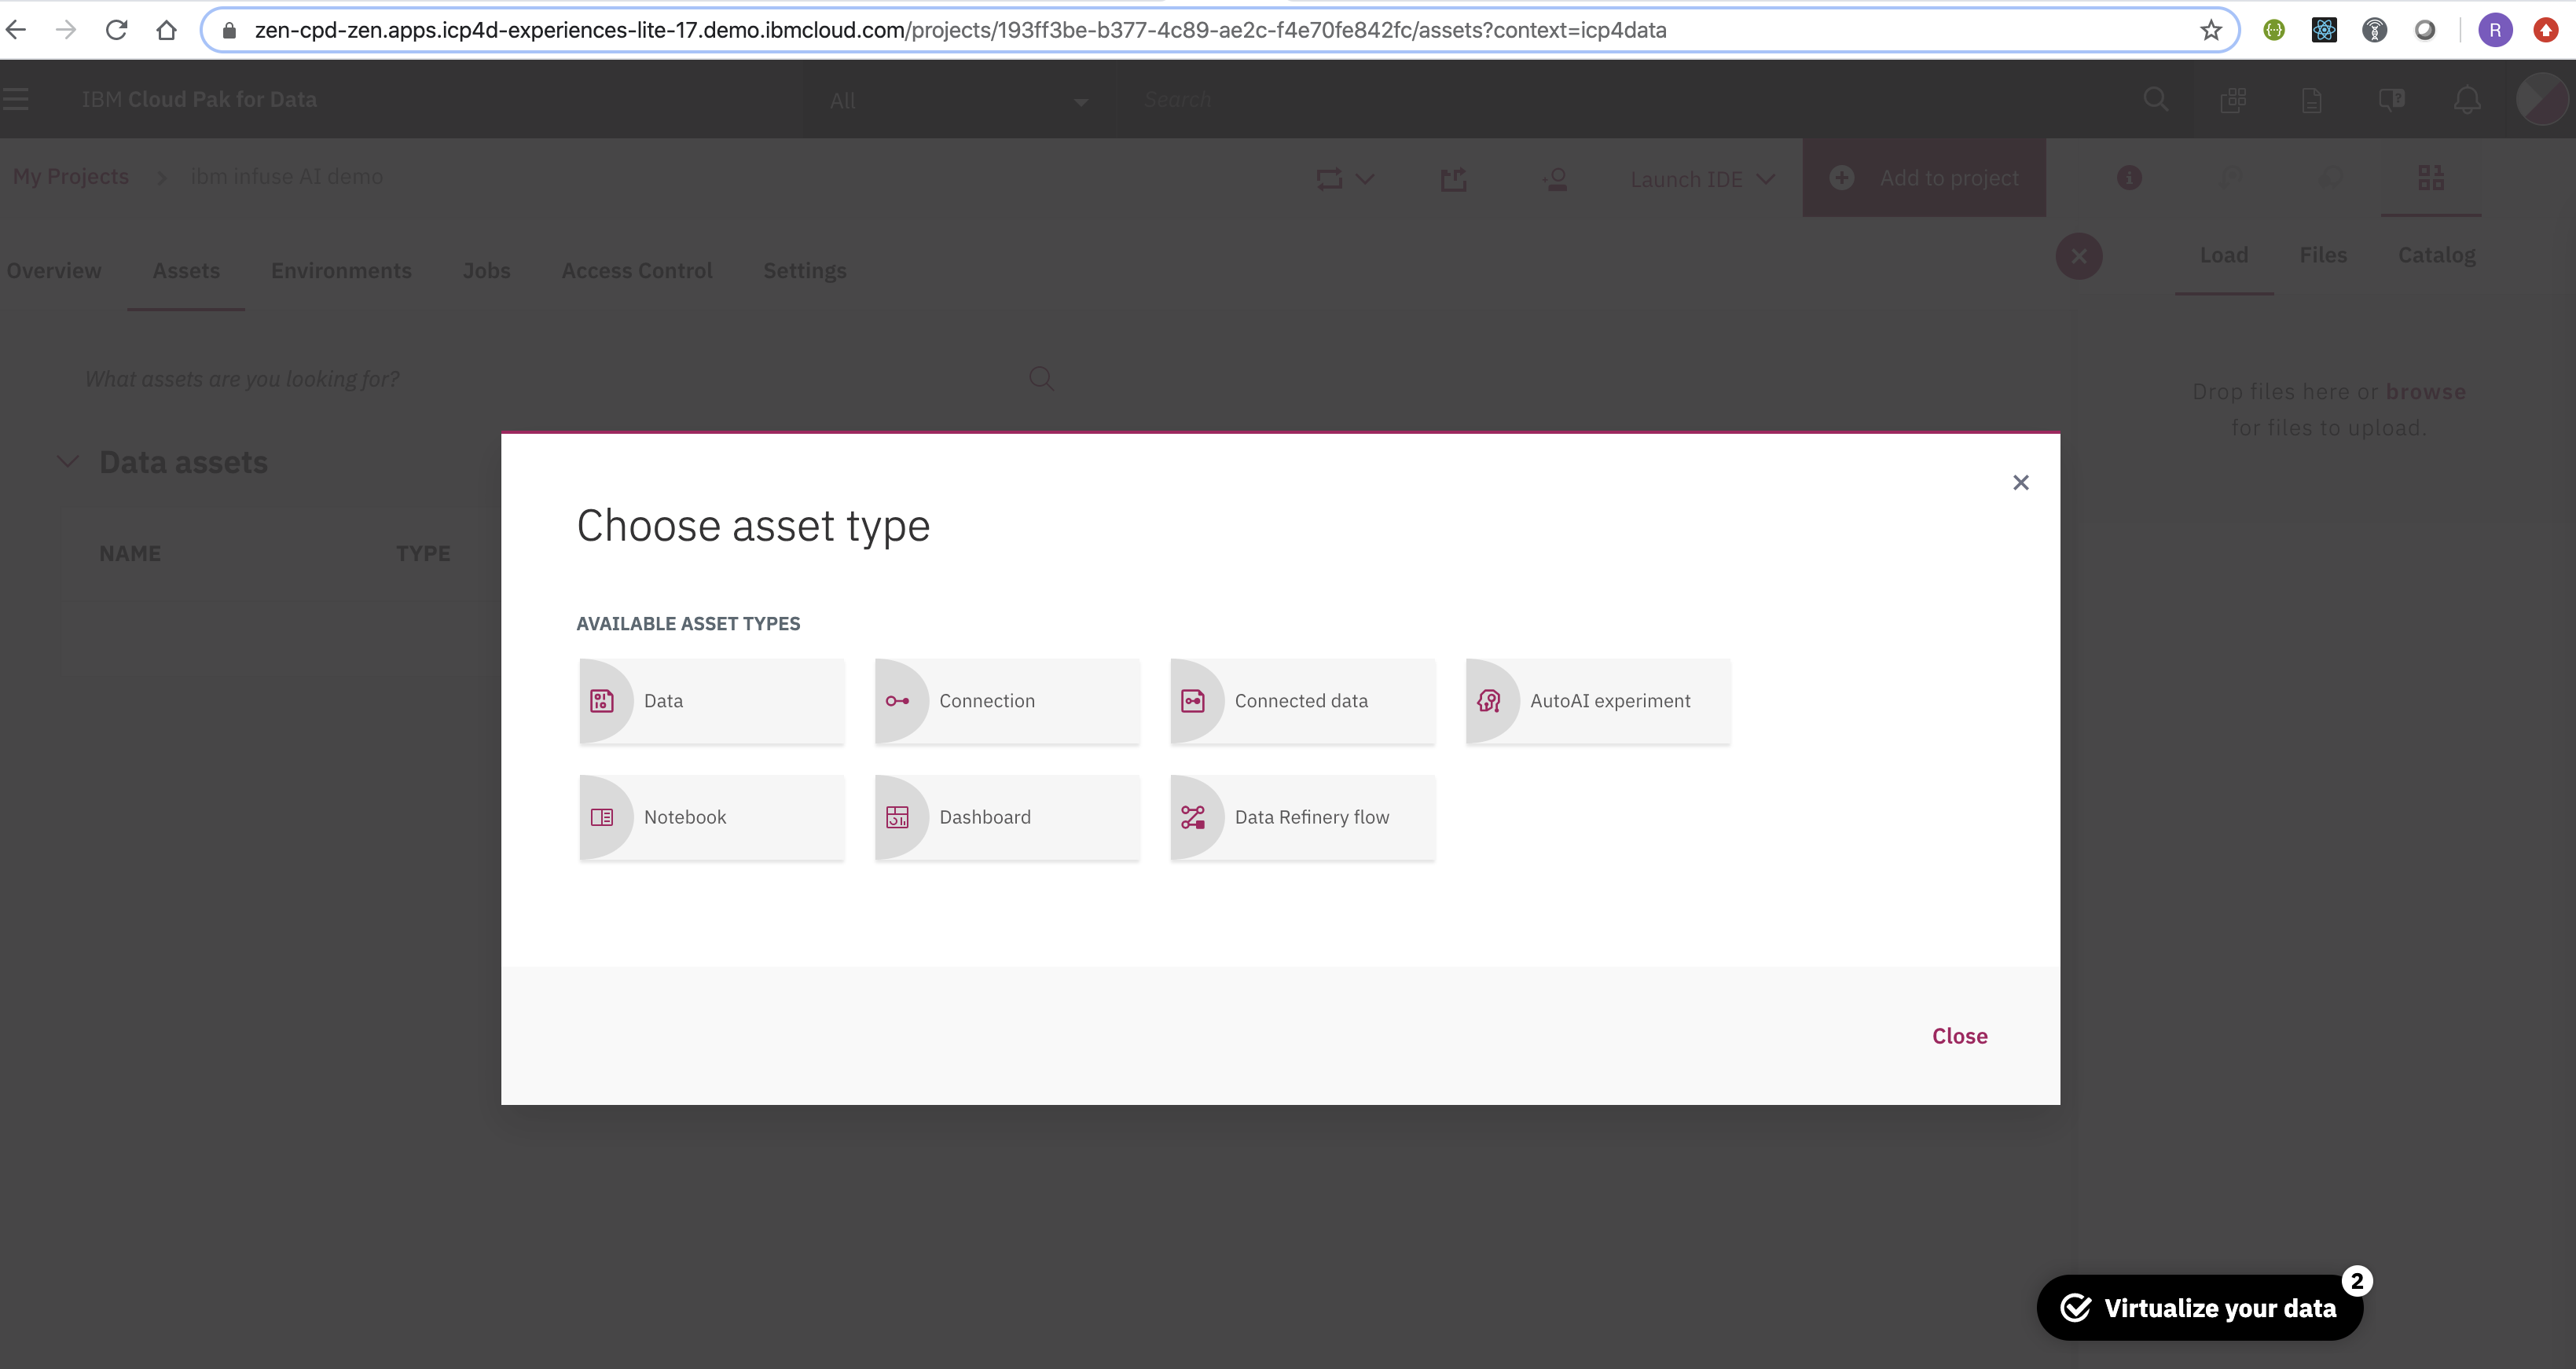 zen-cpd-zen.apps.icp4d-experiences-lite-17.demo.ibmcloud.com/projects/193ff3be-b377-4c89-ae2c-f4e70fe842fc/assets?context=icp4data
R
IBM Cloud Pak for Data
All
Search
My Projects > ibm infuse AI demo
Launch IDE
Add to project
Overview
Assets
Environments
Jobs
Access Control
Settings
Load
Files
Catalog
What assets are you looking for?
Drop files here or browse
for files to upload.
Data assets
NAME
TYPE
Choose asset type
AVAILABLE ASSET TYPES
Data
Connection
Connected data
AutoAI experiment
Notebook
Dashboard
Data Refinery flow
Close
Virtualize your data
2